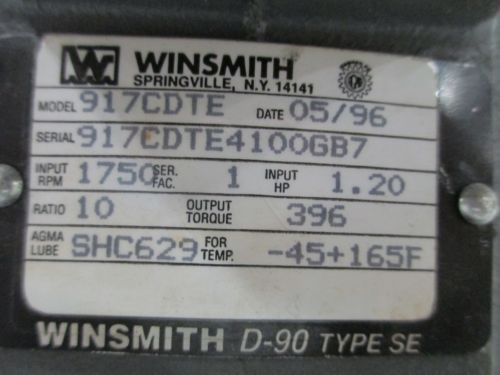 WINSMITH
SPRINGVILLE, N.Y. 14141
MODEL 917CDTE DATE 05/96
SERIAL 917CDTE4100GB7
INPUT RPM 1750 SER. FAC. 1 INPUT HP 1.20
RATIO 10 OUTPUT TORQUE 396
AGMA LUBE SHC629 FOR TEMP. -45+165F
WINSMITH D-90 TYPE SE